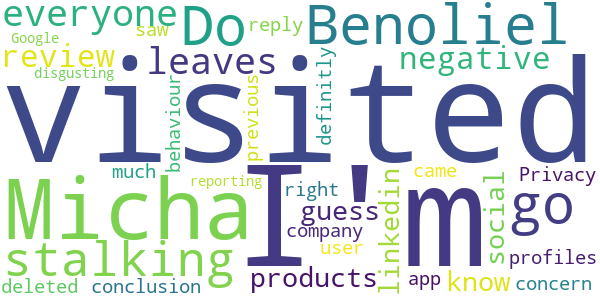 everyone saw Do Benoliel reply
Google
review leaves negative
disgusting
visited
behaviour previous definitly
Micha I'm go
much came Privacy
reporting right linkedin social
guess
stalking company user
products app know profiles
deleted conclusion concern